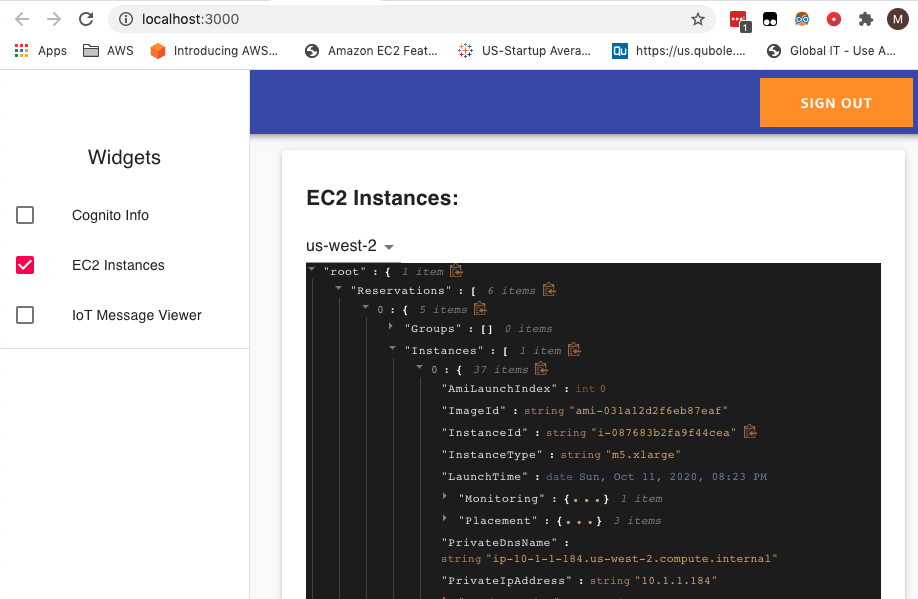 localhost:3000
1
M
Apps
AWS
Introducing AWS...
Amazon EC2 Feat...
US-Startup Avera...
Qu
https://us.qubole....
Global IT - Use A...
SIGN OUT
Widgets
Cognito Info
EC2 Instances
IoT Message Viewer
EC2 Instances:
us-west-2
"root" : { 1 item
"Reservations" : [ 6 items
0 : { 5 items
"Groups" : [] 0 items
"Instances" : [ 1 item
0 : { 37 items
"AmiLaunchIndex" : int 0
"ImageId" : string "ami-031a12d2f6eb87eaf"
"InstanceId" : string "i-087683b2fa9f44cea"
"InstanceType" : string "m5.xlarge"
"LaunchTime" : date Sun, Oct 11, 2020, 08:23 PM
"Monitoring" : {...} 1 item
"Placement" : {...} 3 items
"PrivateDnsName" :
string "ip-10-1-1-184.us-west-2.compute.internal"
"PrivateIpAddress" : string "10.1.1.184"